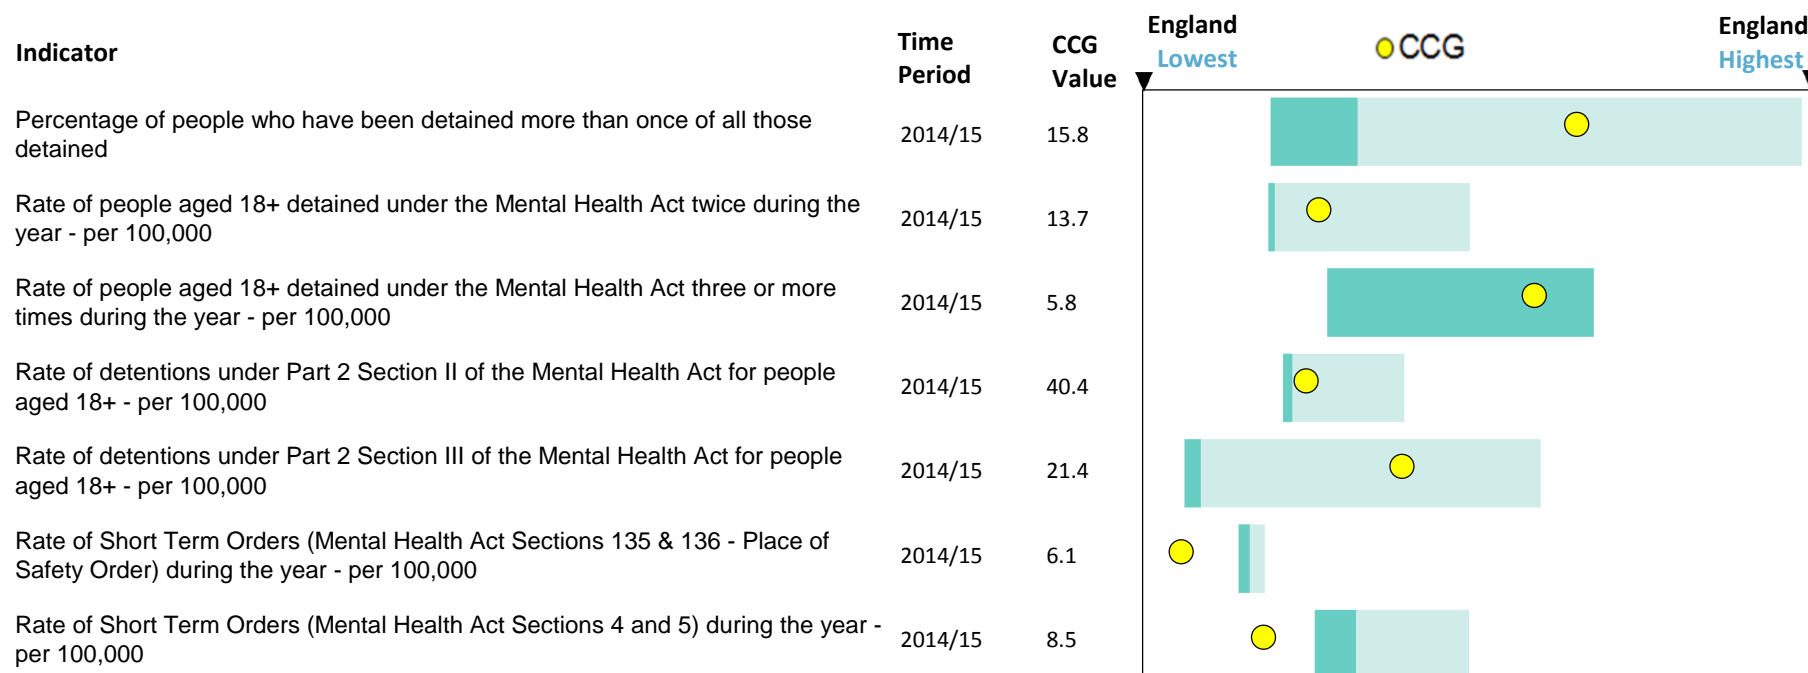 Indicator
Time
Period
CCG
Value
England
Lowest
CCG
England
Highest
Percentage of people who have been detained more than once of all those
detained
2014/15
15.8
Rate of people aged 18+ detained under the Mental Health Act twice during the
year - per 100,000
2014/15
13.7
Rate of people aged 18+ detained under the Mental Health Act three or more
times during the year - per 100,000
2014/15
5.8
Rate of detentions under Part 2 Section II of the Mental Health Act for people
aged 18+ - per 100,000
2014/15
40.4
Rate of detentions under Part 2 Section III of the Mental Health Act for people
aged 18+ - per 100,000
2014/15
21.4
Rate of Short Term Orders (Mental Health Act Sections 135 & 136 - Place of
Safety Order) during the year - per 100,000
2014/15
6.1
Rate of Short Term Orders (Mental Health Act Sections 4 and 5) during the year -
per 100,000
2014/15
8.5